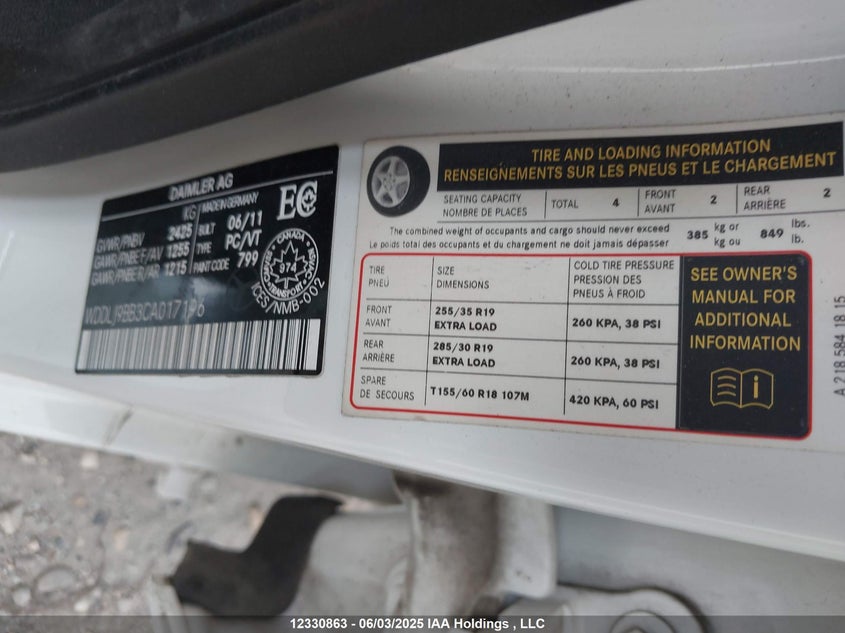 DAIMLER AG
KG MADE IN GERMANY
GVWR/PNBV 2425 BUILT 06/11
GAWR/PNBE F/AV 1255 TYPE PC/VT
GAWR/PNBE R/AR 1215 PAINT CODE 799
EC
CANADA
974
TRANSPORT
ICES/NMB-002
WDDLJ9BB3CA017196
TIRE AND LOADING INFORMATION
RENSEIGNEMENTS SUR LES PNEUS ET LE CHARGEMENT
SEATING CAPACITY
NOMBRE DE PLACES
TOTAL 4
FRONT
AVANT
2
REAR
ARRIÈRE
2
The combined weight of occupants and cargo should never exceed
Le poids total des occupants et du chargement ne doit jamais dépasser
385 kg or
kg ou
849 lbs.
lb.
TIRE
PNEU
SIZE
DIMENSIONS
COLD TIRE PRESSURE
PRESSION DES
PNEUS À FROID
FRONT
AVANT
255/35 R19
EXTRA LOAD
260 KPA, 38 PSI
REAR
ARRIÈRE
285/30 R19
EXTRA LOAD
260 KPA, 38 PSI
SPARE
DE SECOURS
T155/60 R18 107M
420 KPA, 60 PSI
SEE OWNER'S
MANUAL FOR
ADDITIONAL
INFORMATION
A 218 584 18 15
12330863 - 06/03/2025 IAA Holdings , LLC